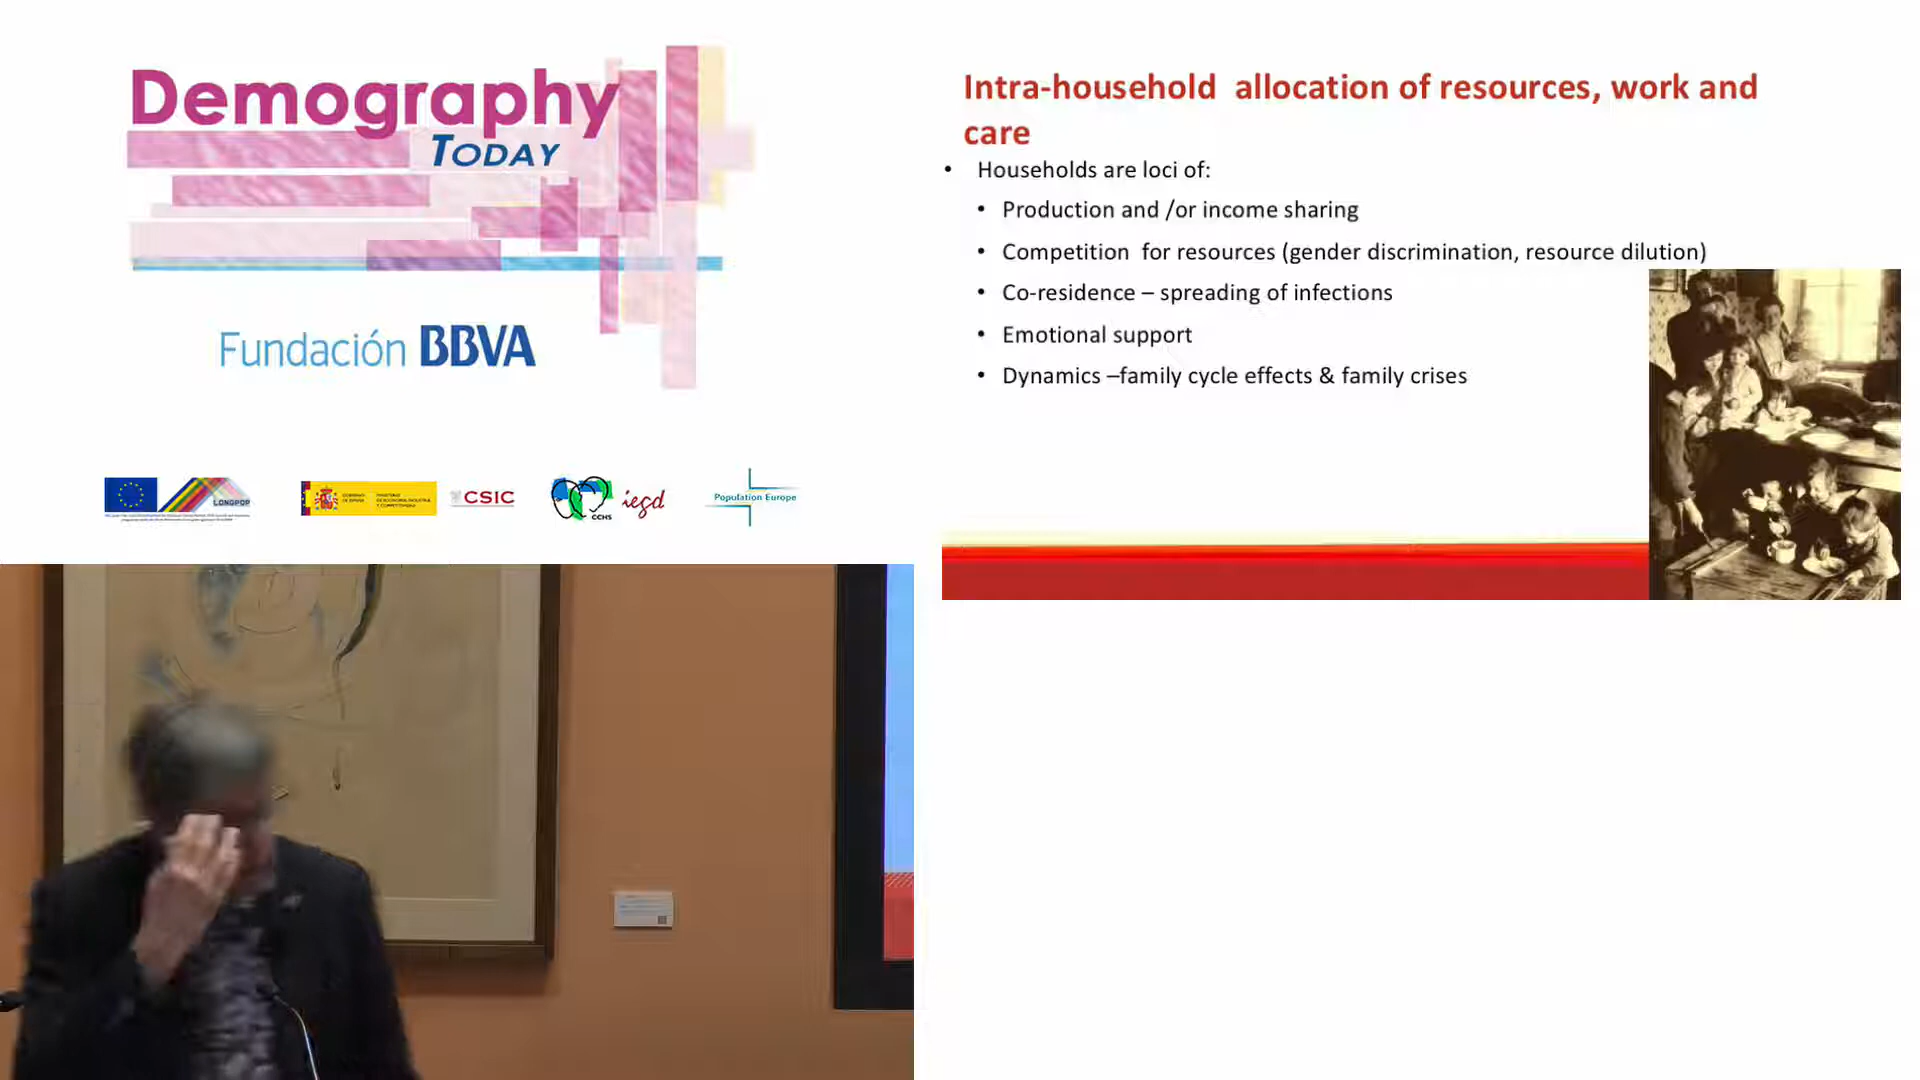 Demography
TODAY
Fundación BBVA
LONGPOP
CSIC
CCHS
iegd
Population Europe
Intra-household allocation of resources, work and
care
• Households are loci of:
• Production and /or income sharing
• Competition for resources (gender discrimination, resource dilution)
• Co-residence – spreading of infections
• Emotional support
• Dynamics –family cycle effects & family crises